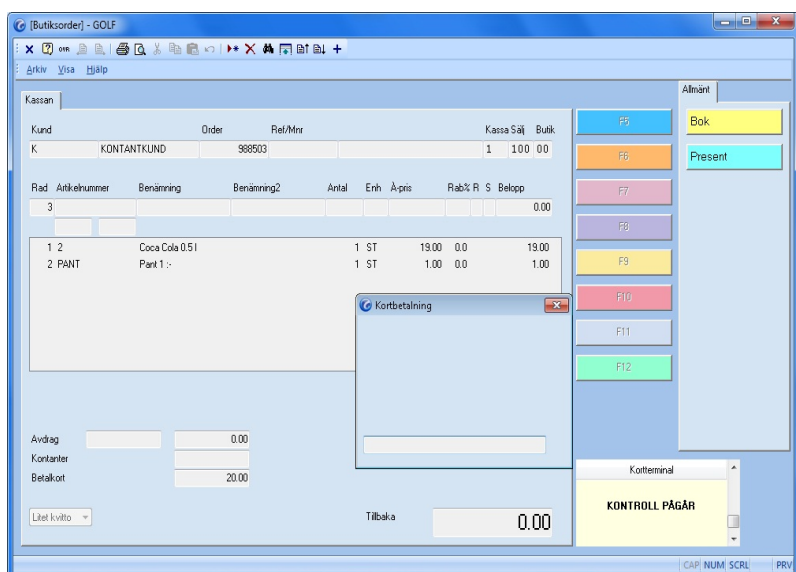 [Butiksorder] - GOLF
OVR
Arkiv Visa Hjälp
Kassan
Kund Order Ref/Mnr Kassa Sälj Butik
K KONTANTKUND 988503 1 100 00
Rad Artikelnummer Benämning Benämning2 Antal Enh À-pris Rab% R S Belopp
3 0.00
1 2 Coca Cola 0.5 l 1 ST 19.00 0.0 19.00
2 PANT Pant 1 :- 1 ST 1.00 0.0 1.00
Kortbetalning
Avdrag 0.00
Kontanter
Betalkort 20.00
Litet kvitto
Tillbaka 0.00
F5
F6
F7
F8
F9
F10
F11
F12
Allmänt
Bok
Present
Kortterminal
KONTROLL PÅGÅR
CAP NUM SCRL PRV